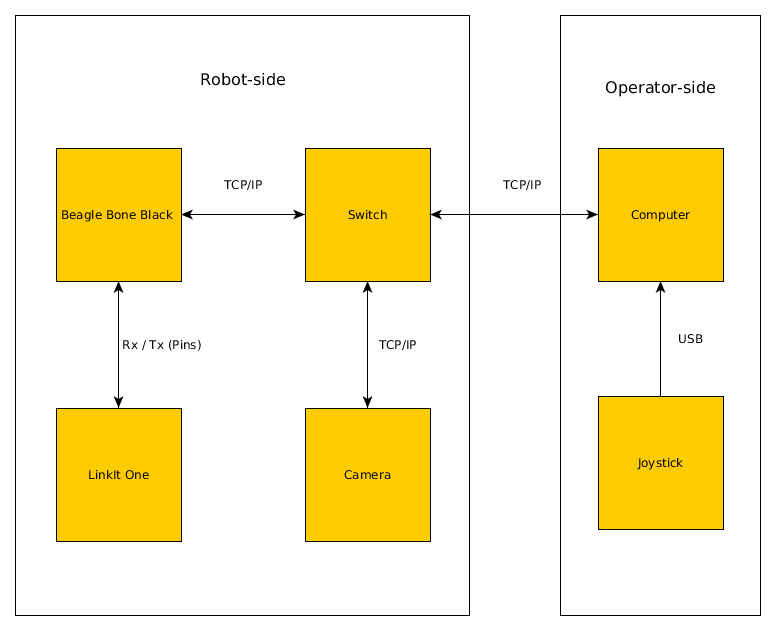 Robot-side
Operator-side
TCP/IP
TCP/IP
Beagle Bone Black
Switch
Computer
Rx / Tx (Pins)
TCP/IP
USB
LinkIt One
Camera
Joystick